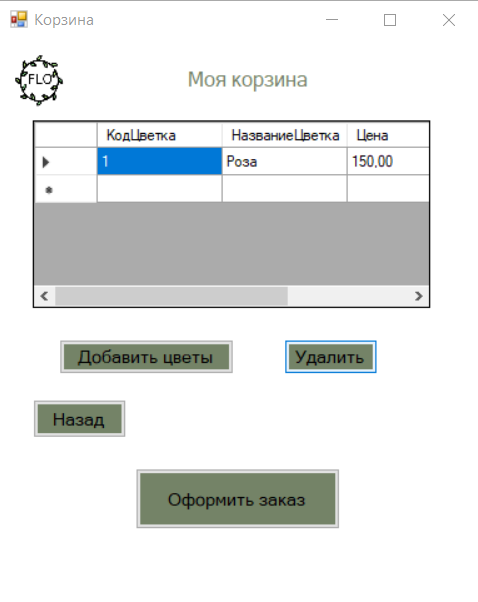 Корзина
FLO
Моя корзина
КодЦветка НазваниеЦветка Цена
1 Роза 150,00
Добавить цветы Удалить
Назад
Оформить заказ